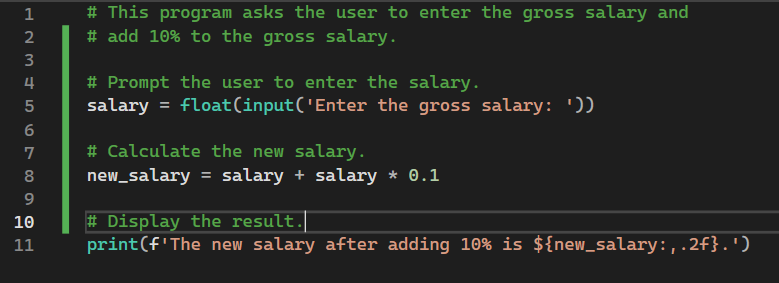 1 # This program asks the user to enter the gross salary and
2 # add 10% to the gross salary.
3
4 # Prompt the user to enter the salary.
5 salary = float(input('Enter the gross salary: '))
6
7 # Calculate the new salary.
8 new_salary = salary + salary * 0.1
9
10 # Display the result.
11 print(f'The new salary after adding 10% is ${new_salary:,.2f}.')